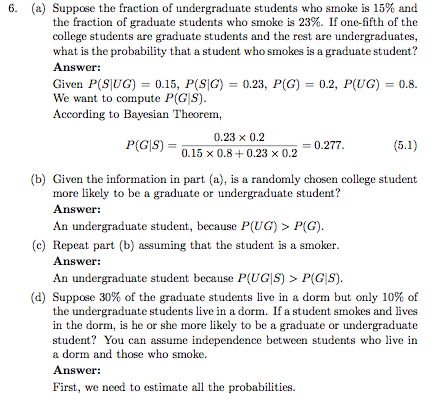 6. (a) Suppose the fraction of undergraduate students who smoke is 15% and
the fraction of graduate students who smoke is 23%. If one-fifth of the
college students are graduate students and the rest are undergraduates,
what is the probability that a student who smokes is a graduate student?
Answer:
Given P(S|UG) = 0.15, P(S|G) = 0.23, P(G) = 0.2, P(UG) = 0.8.
We want to compute P(G|S).
According to Bayesian Theorem,
P(G|S) = 0.23 × 0.2 / 0.15 × 0.8 + 0.23 × 0.2 = 0.277. (5.1)
(b) Given the information in part (a), is a randomly chosen college student
more likely to be a graduate or undergraduate student?
Answer:
An undergraduate student, because P(UG) > P(G).
(c) Repeat part (b) assuming that the student is a smoker.
Answer:
An undergraduate student because P(UG|S) > P(G|S).
(d) Suppose 30% of the graduate students live in a dorm but only 10% of
the undergraduate students live in a dorm. If a student smokes and lives
in the dorm, is he or she more likely to be a graduate or undergraduate
student? You can assume independence between students who live in
a dorm and those who smoke.
Answer:
First, we need to estimate all the probabilities.